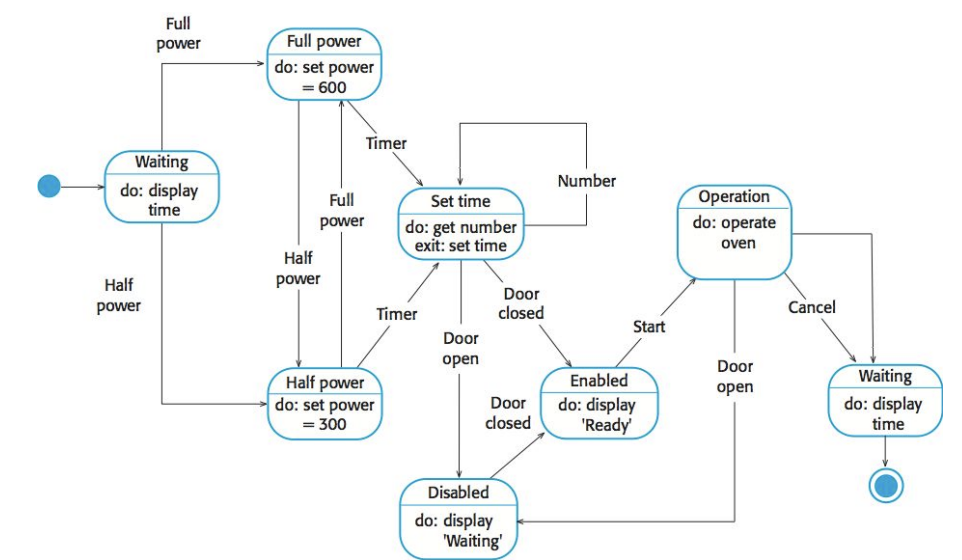 Full
power
Full power
do: set power
= 600
Timer
Waiting
do: display
time
Full
power
Number
Set time
do: get number
exit: set time
Operation
do: operate
oven
Half
power
Half
power
Timer
Door
closed
Start
Cancel
Door
open
Door
open
Half power
do: set power
= 300
Enabled
do: display
'Ready'
Waiting
do: display
time
Door
closed
Disabled
do: display
'Waiting'